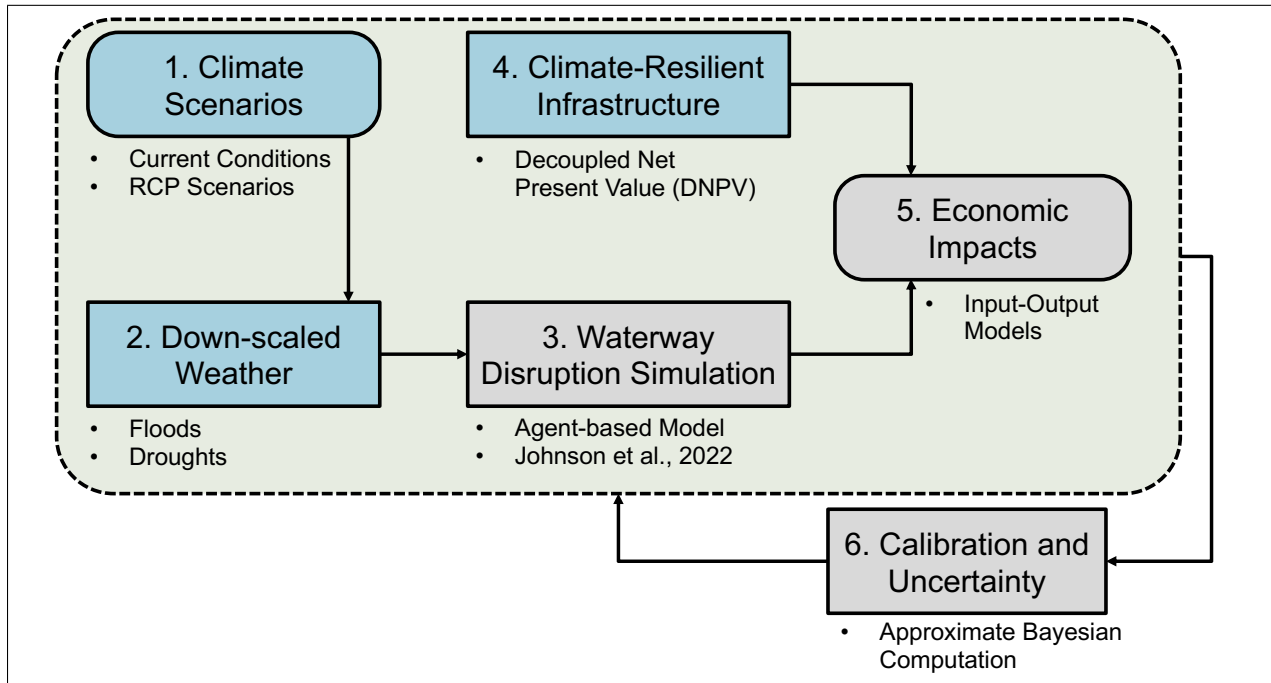 1. Climate
Scenarios
• Current Conditions
• RCP Scenarios
2. Down-scaled
Weather
• Floods
• Droughts
3. Waterway
Disruption Simulation
• Agent-based Model
• Johnson et al., 2022
4. Climate-Resilient
Infrastructure
• Decoupled Net
Present Value (DNPV)
5. Economic
Impacts
• Input-Output
Models
6. Calibration and
Uncertainty
• Approximate Bayesian
Computation